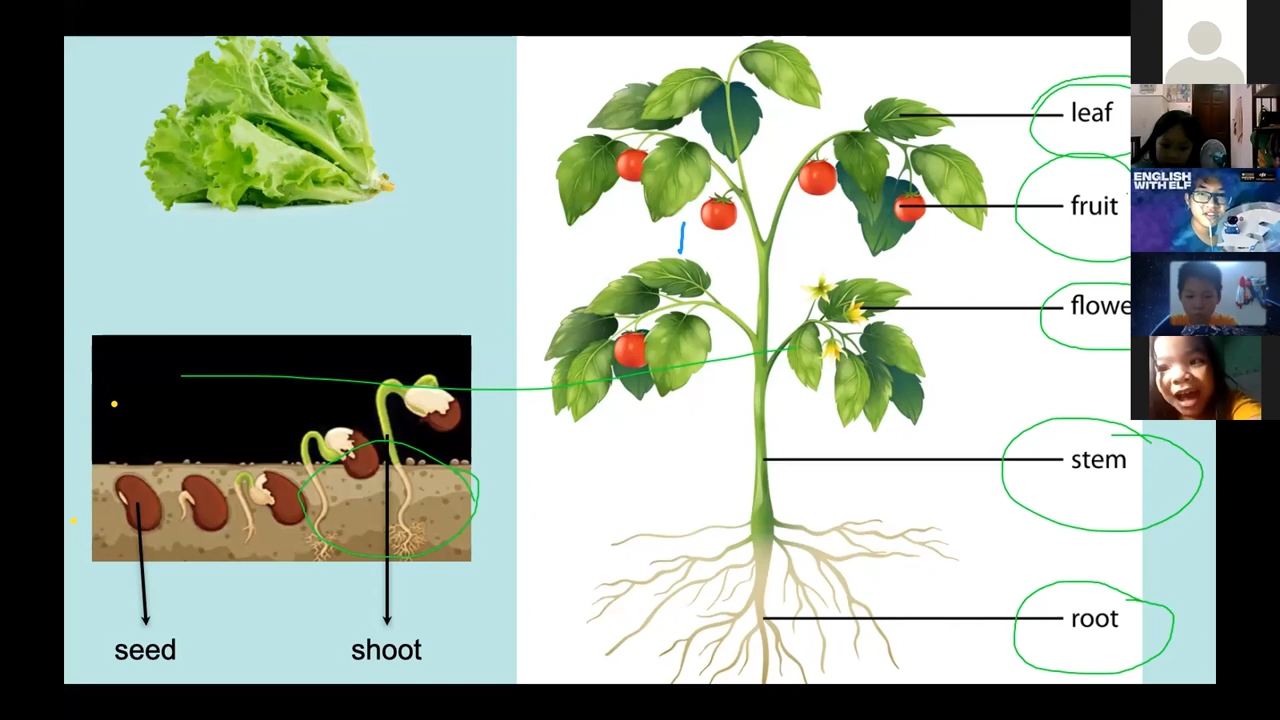 leaf
fruit
flowe
stem
root
seed
shoot
ENGLISH
WITH ELF